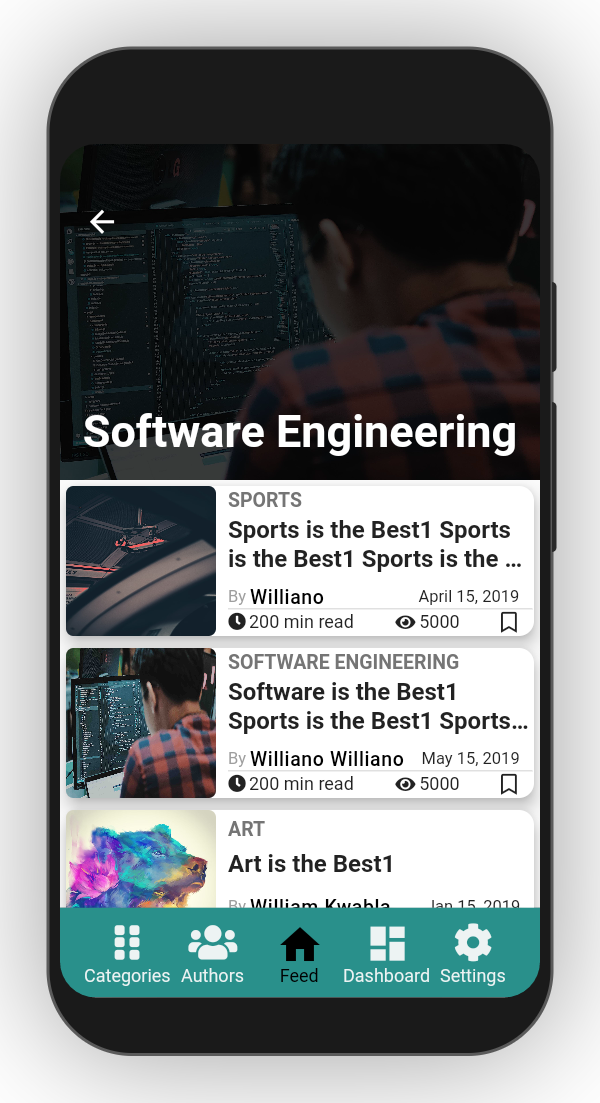 Software Engineering
SPORTS
Sports is the Best1 Sports
is the Best1 Sports is the ...
By Williano April 15, 2019
200 min read 5000
SOFTWARE ENGINEERING
Software is the Best1
Sports is the Best1 Sports...
By Williano Williano May 15, 2019
200 min read 5000
ART
Art is the Best1
By William Kwabla Jan 15, 2019
Categories Authors Feed Dashboard Settings